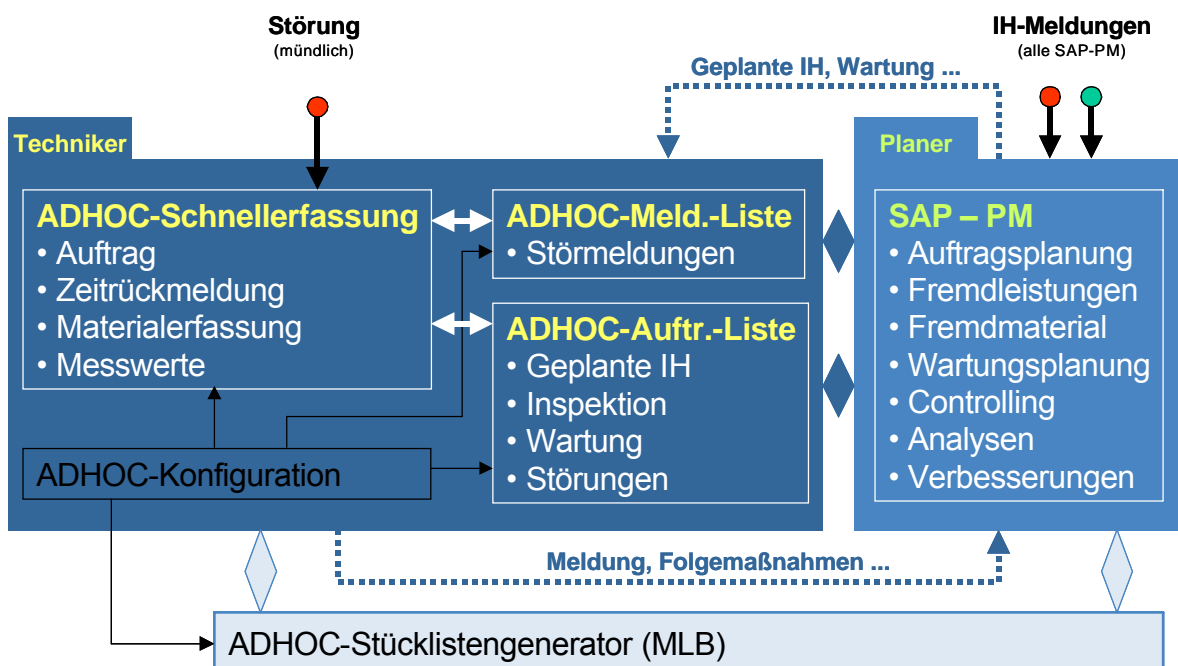 Störung
(mündlich)
IH-Meldungen
(alle SAP-PM)
Geplante IH, Wartung ...
Techniker
Planer
ADHOC-Schnellerfassung
• Auftrag
• Zeitrückmeldung
• Materialerfassung
• Messwerte
ADHOC-Meld.-Liste
• Störmeldungen
ADHOC-Auftr.-Liste
• Geplante IH
• Inspektion
• Wartung
• Störungen
SAP – PM
• Auftragsplanung
• Fremdleistungen
• Fremdmaterial
• Wartungsplanung
• Controlling
• Analysen
• Verbesserungen
ADHOC-Konfiguration
Meldung, Folgemaßnahmen ...
ADHOC-Stücklistengenerator (MLB)